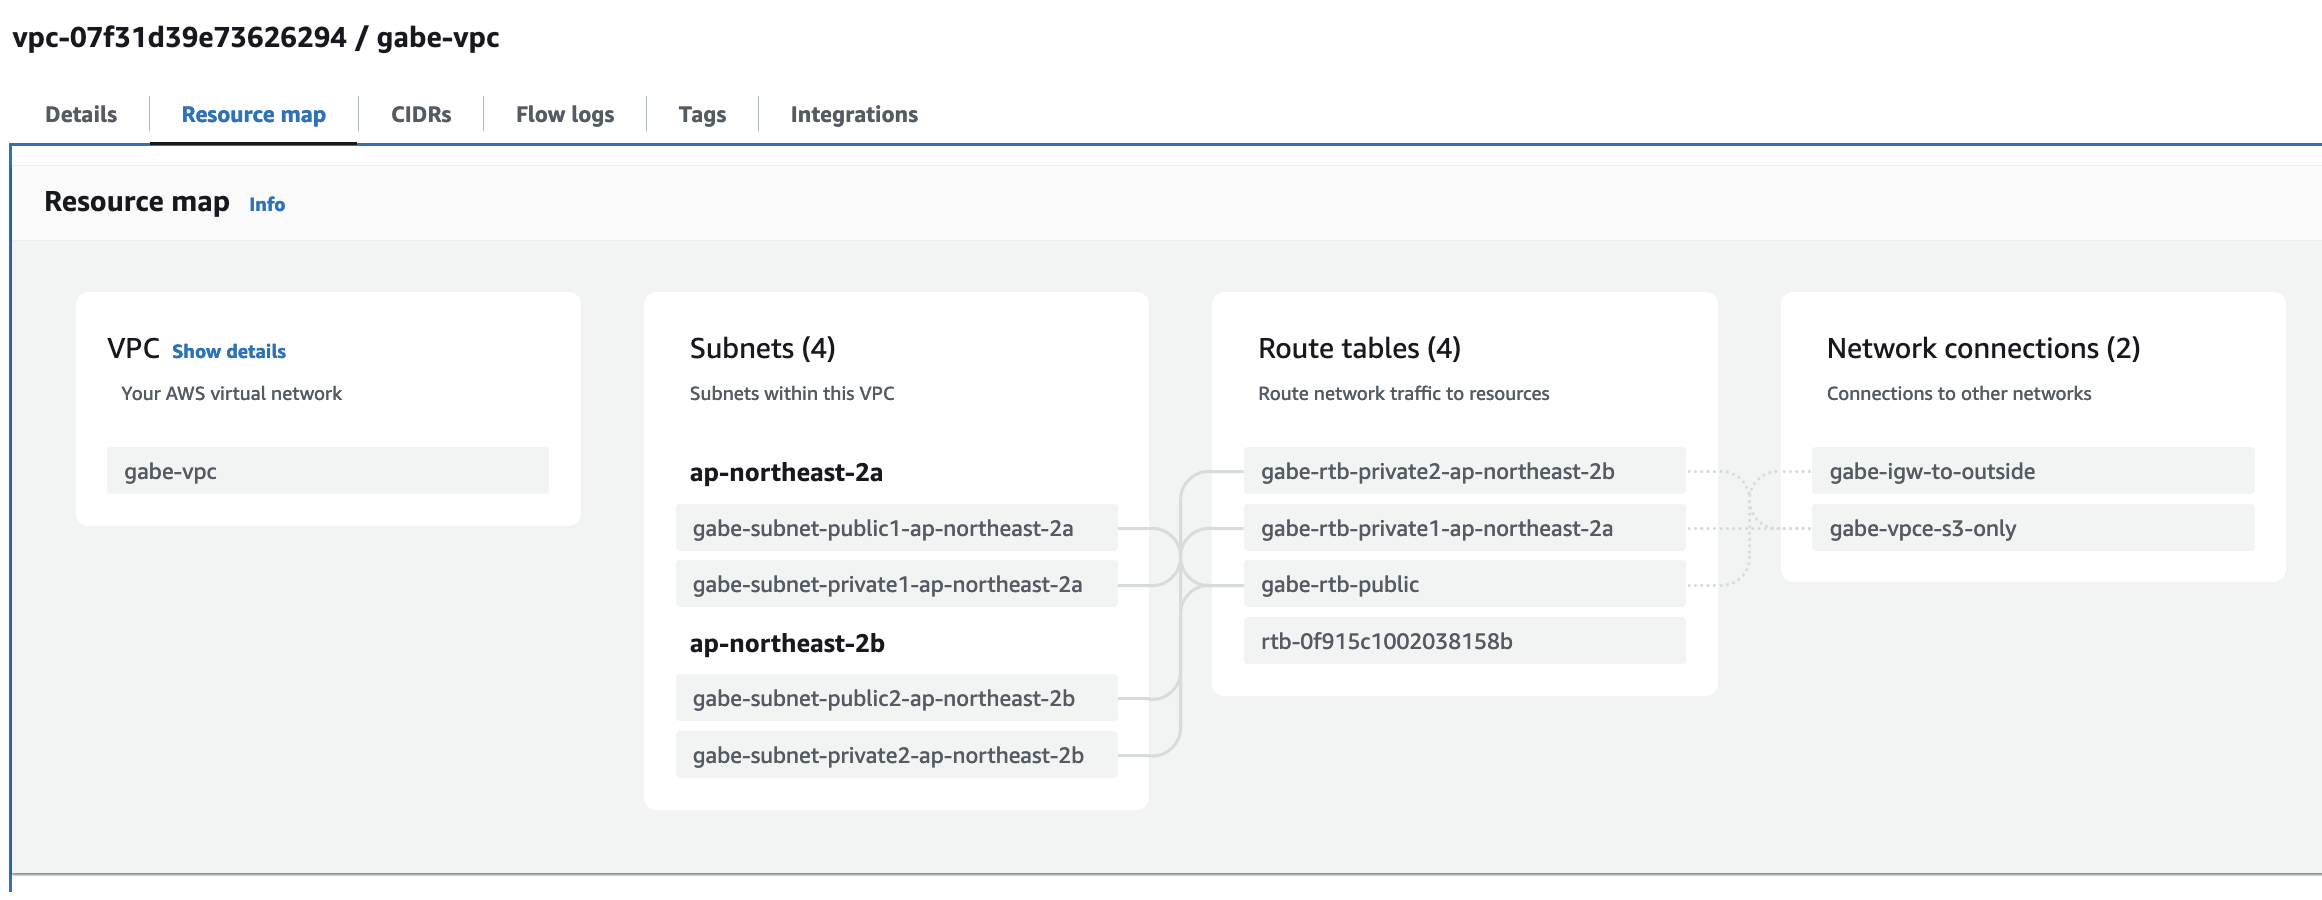 vpc-07f31d39e73626294 / gabe-vpc
Details Resource map CIDRs Flow logs Tags Integrations
Resource map Info
VPC Show details
Your AWS virtual network
gabe-vpc
Subnets (4)
Subnets within this VPC
ap-northeast-2a
gabe-subnet-public1-ap-northeast-2a
gabe-subnet-private1-ap-northeast-2a
ap-northeast-2b
gabe-subnet-public2-ap-northeast-2b
gabe-subnet-private2-ap-northeast-2b
Route tables (4)
Route network traffic to resources
gabe-rtb-private2-ap-northeast-2b
gabe-rtb-private1-ap-northeast-2a
gabe-rtb-public
rtb-0f915c1002038158b
Network connections (2)
Connections to other networks
gabe-igw-to-outside
gabe-vpce-s3-only